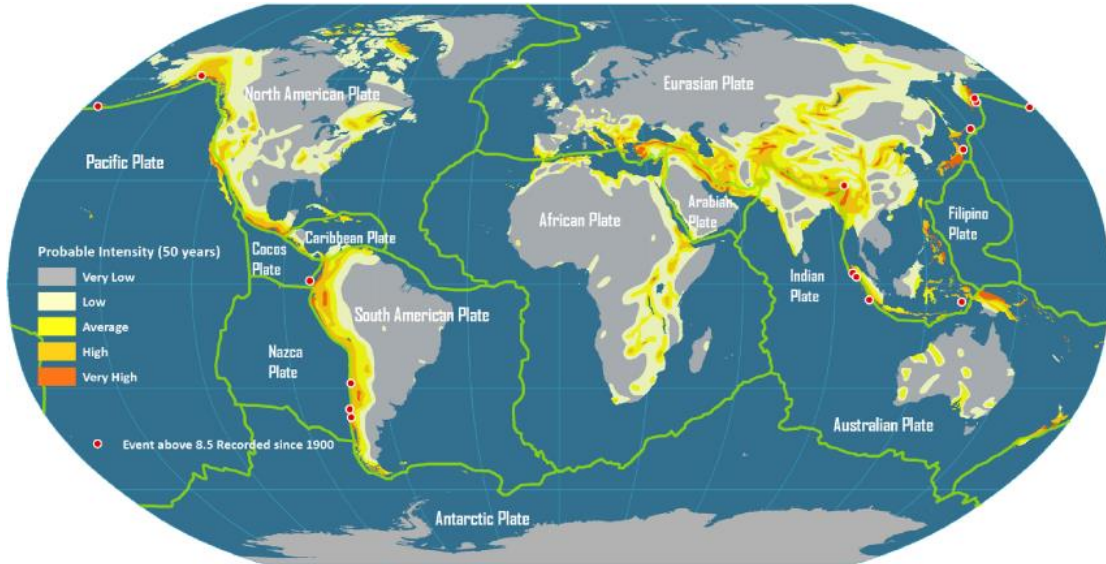 North American Plate
Eurasian Plate
Pacific Plate
Arabian
Plate
African Plate
Filipino
Plate
Caribbean Plate
Cocos
Plate
Indian
Plate
South American Plate
Nazca
Plate
Australian Plate
Antarctic Plate
Probable Intensity (50 years)
Very Low
Low
Average
High
Very High
Event above 8.5 Recorded since 1900